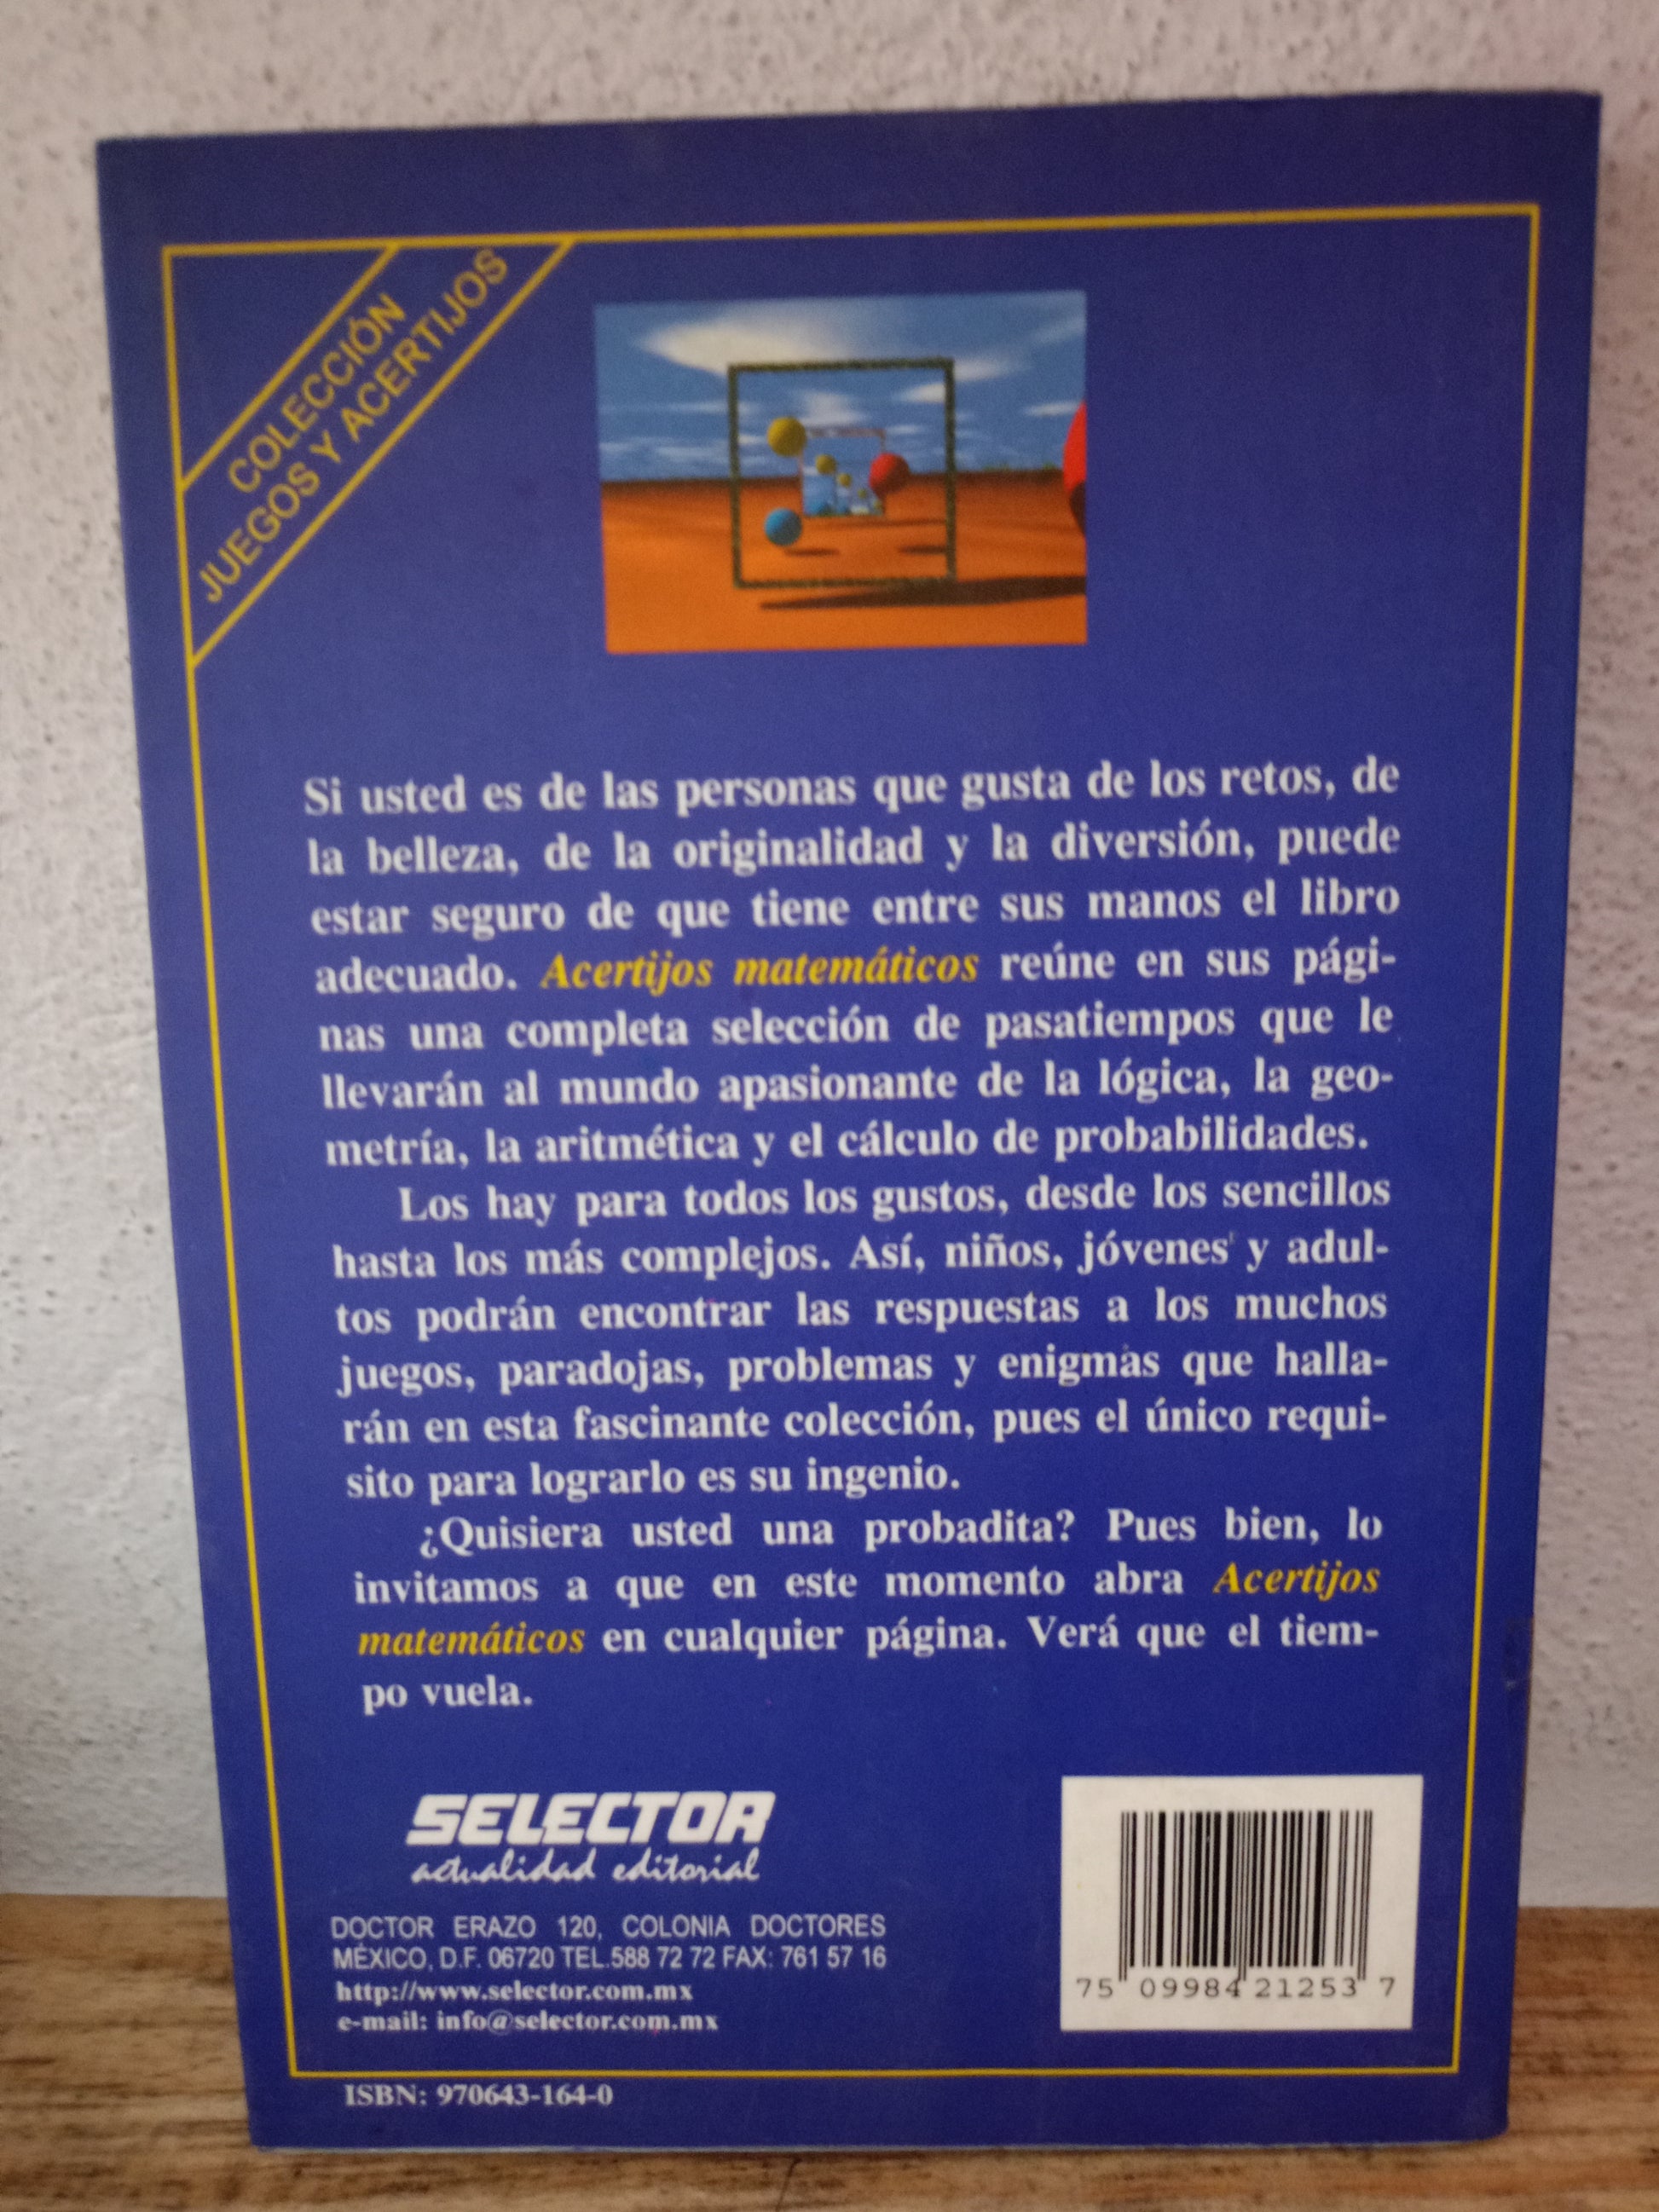 COLECCIÓN
JUEGOS Y ACERTIJOS
Si usted es de las personas que gusta de los retos, de
la belleza, de la originalidad y la diversión, puede
estar seguro de que tiene entre sus manos el libro
adecuado. Acertijos matemáticos reúne en sus pági-
nas una completa selección de pasatiempos que le
llevarán al mundo apasionante de la lógica, la geo-
metría, la aritmética y el cálculo de probabilidades.
Los hay para todos los gustos, desde los sencillos
hasta los más complejos. Así, niños, jóvenes y adul-
tos podrán encontrar las respuestas a los muchos
juegos, paradojas, problemas y enigmas que halla-
rán en esta fascinante colección, pues el único requi-
sito para lograrlo es su ingenio.
¿Quisiera usted una probadita? Pues bien, lo
invitamos a que en este momento abra Acertijos
matemáticos en cualquier página. Verá que el tiem-
po vuela.
SELECTOR
actualidad editorial
DOCTOR ERAZO 120, COLONIA DOCTORES
MÉXICO, D.F. 06720 TEL.588 72 72 FAX: 761 57 16
http://www.selector.com.mx
e-mail: info@selector.com.mx
75 09984 21253 7
ISBN: 970643-164-0